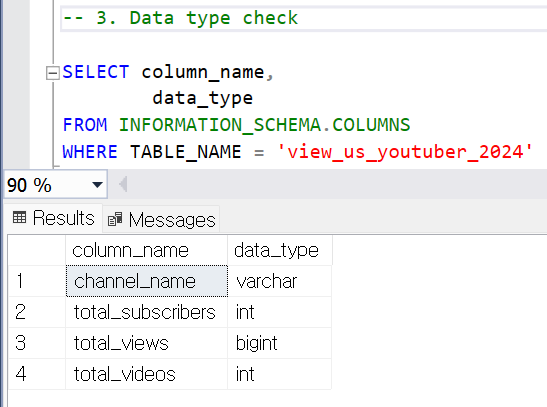 -- 3. Data type check
SELECT column_name,
data_type
FROM INFORMATION_SCHEMA.COLUMNS
WHERE TABLE_NAME = 'view_us_youtuber_2024'
90 %
Results Messages
column_name data_type
1 channel_name varchar
2 total_subscribers int
3 total_views bigint
4 total_videos int